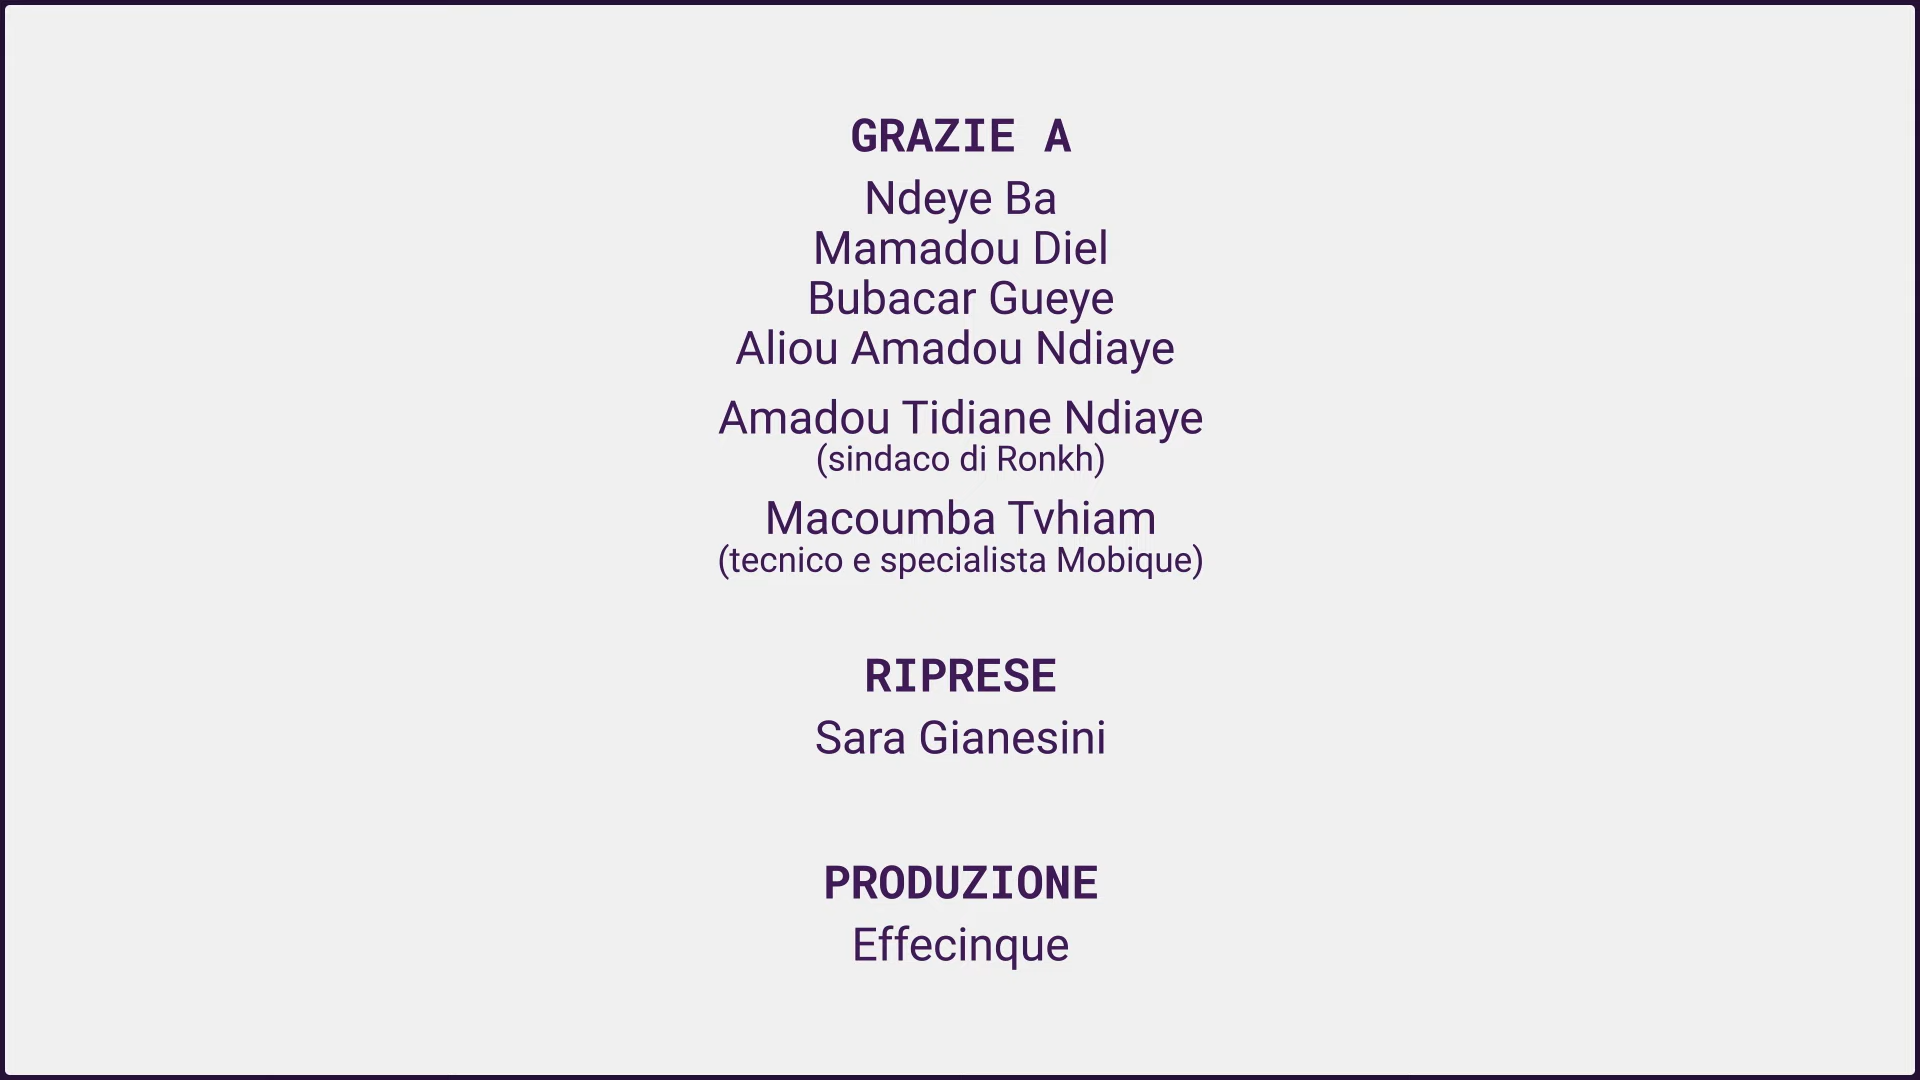 GRAZIE A
Ndeye Ba
Mamadou Diel
Bubacar Gueye
Aliou Amadou Ndiaye
Amadou Tidiane Ndiaye
(sindaco di Ronkh)
Macoumba Tvhiam
(tecnico e specialista Mobique)
RIPRESE
Sara Gianesini
PRODUZIONE
Effecinque